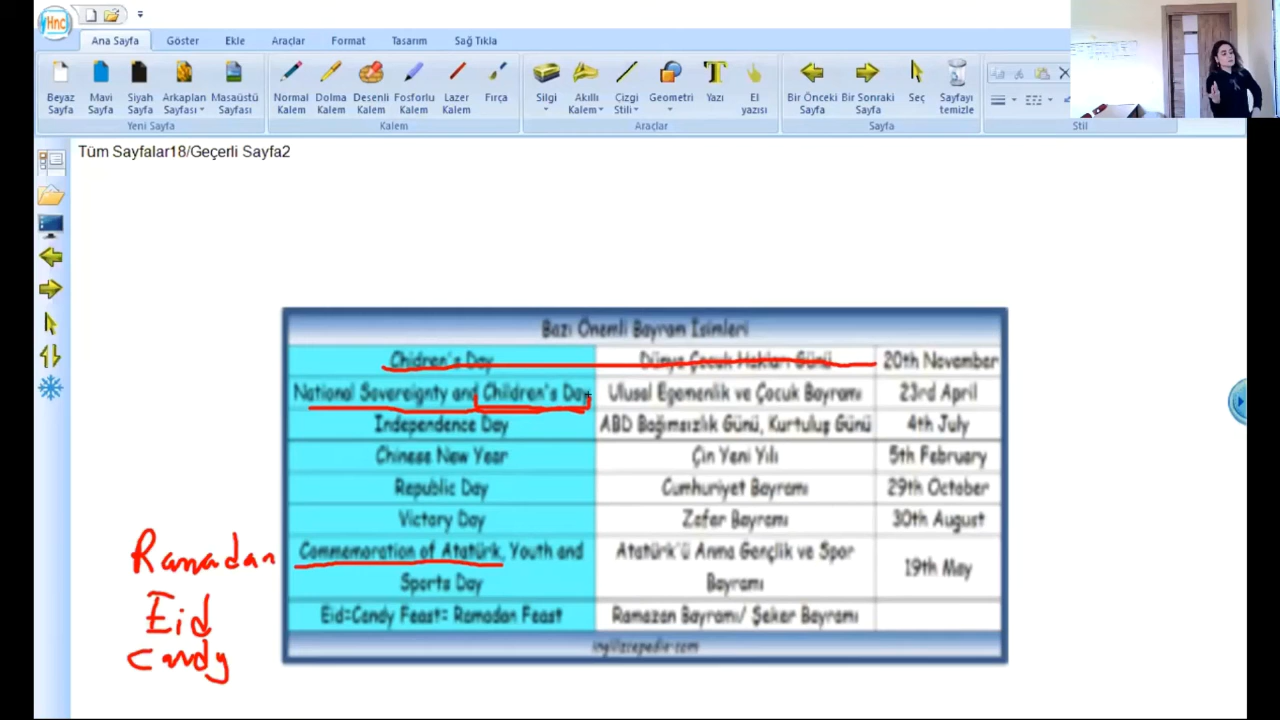 Hnc
Ana Sayfa Göster Ekle Araçlar Format Tasarım Sağ Tıkla
Beyaz Sayfa Mavi Sayfa Siyah Sayfa Arkaplan Sayfası Masaüstü Sayfası
Yeni Sayfa
Normal Kalem Dolma Kalem Desenli Kalem Fosforlu Kalem Lazer Kalem Fırça
Kalem
Silgi Akıllı Kalem Çizgi Stili Geometri Yazı El yazısı
Araçlar
Bir Önceki Sayfa Bir Sonraki Sayfa Seç Sayfayı temizle
Sayfa
Stil
Tüm Sayfalar18/Geçerli Sayfa2
Bazı Önemli Bayram İsimleri
Chidren's Day Dünya Çocuk Hakları Günü 20th November
National Sovereignty and Children's Day Ulusal Egemenlik ve Çocuk Bayramı 23rd April
Independence Day ABD Bağımsızlık Günü, Kurtuluş Günü 4th July
Chinese New Year Çin Yeni Yılı 5th February
Republic Day Cumhuriyet Bayramı 29th October
Victory Day Zafer Bayramı 30th August
Commemoration of Atatürk, Youth and Atatürk'ü Anma Gençlik ve Spor
Sports Day Bayramı 19th May
Eid=Candy Feast= Ramadan Feast Ramazan Bayramı/ Şeker Bayramı
ingilizcepedir.com
Ramadan
Eid
candy